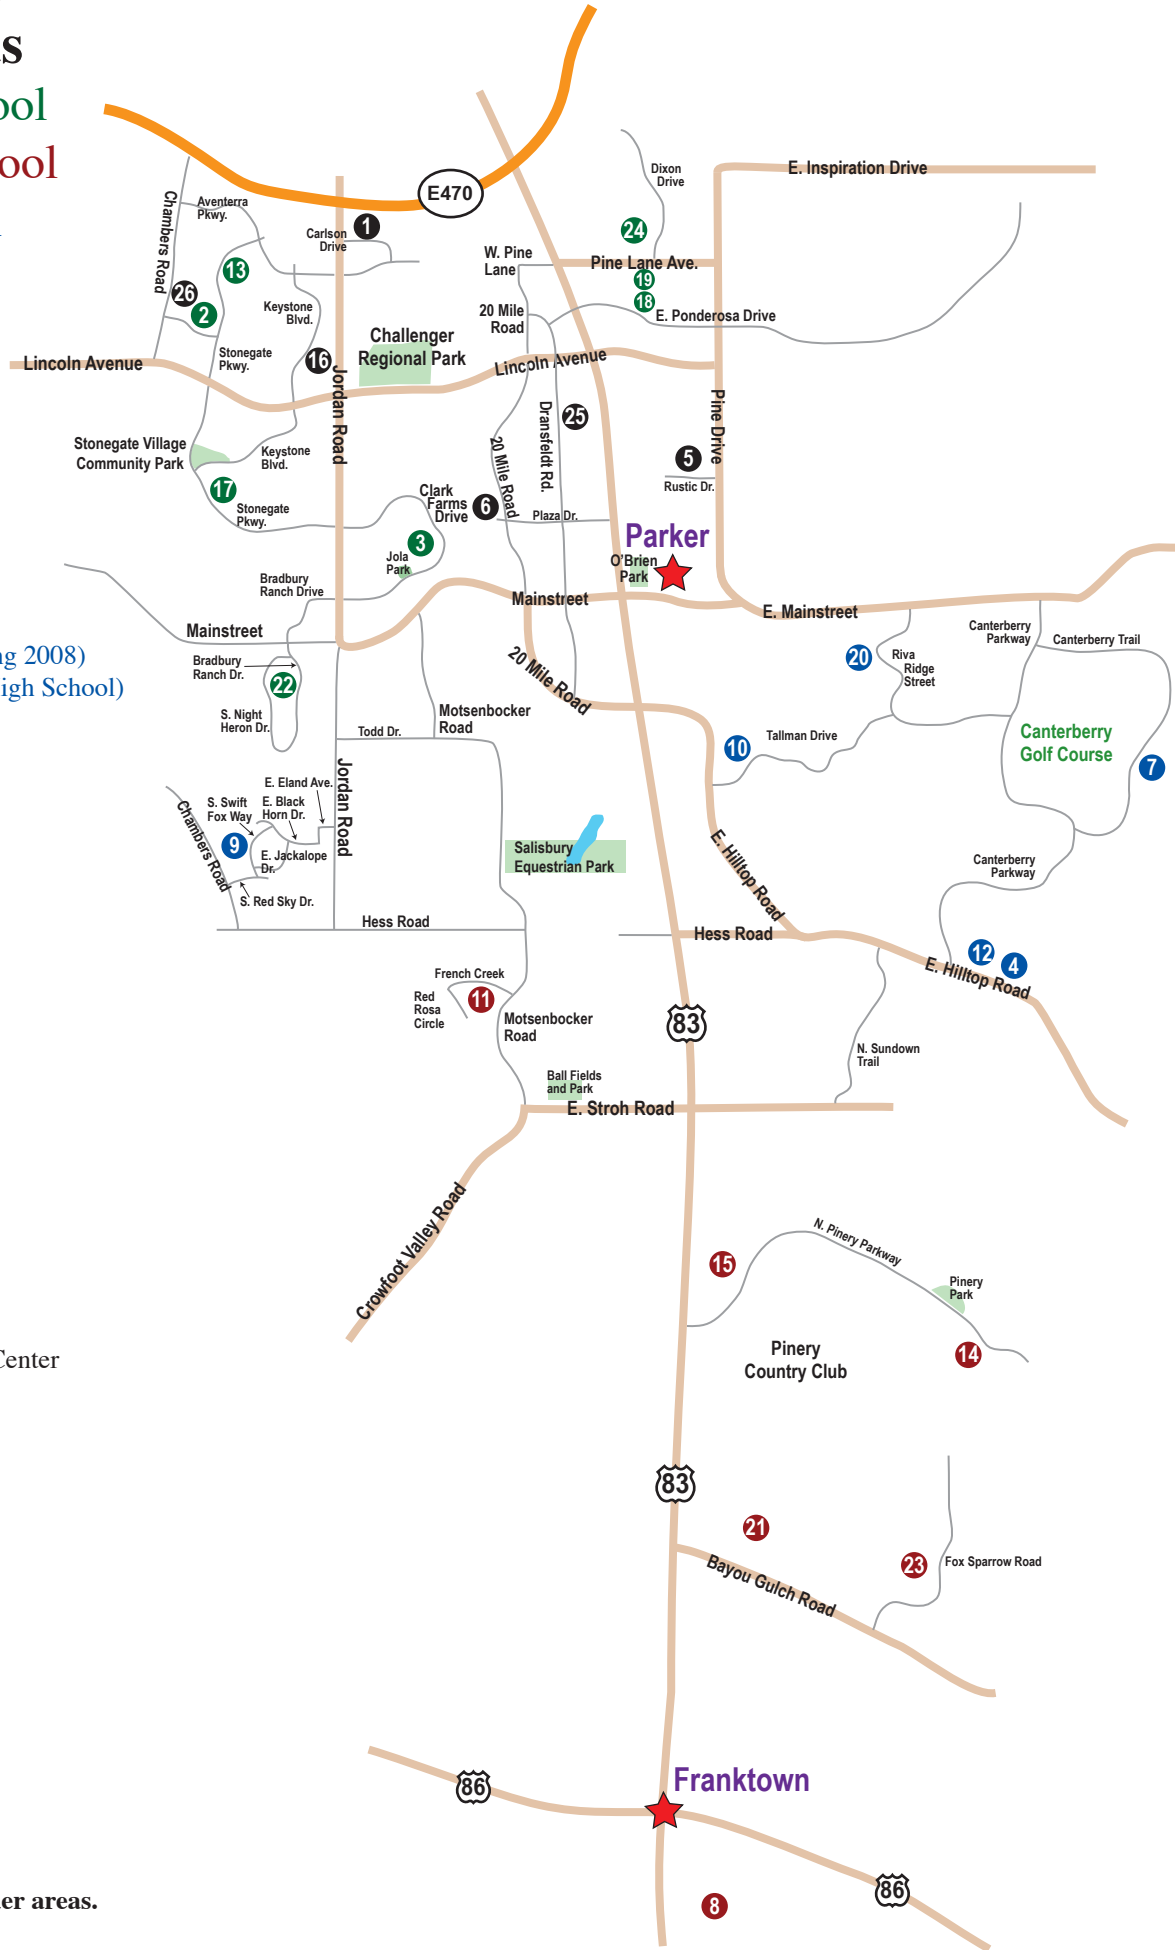 ool
ool
E470
E. Inspiration Drive
Dixon
Drive
Chambers Road
Aventerra
Pkwy.
1
Carlson
Drive
24
W. Pine
Lane
Pine Lane Ave.
13
19
26
2
18
Keystone
Blvd.
20 Mile
Road
E. Ponderosa Drive
Challenger
Regional Park
Stonegate
Pkwy.
16
Lincoln Avenue
Lincoln Avenue
Jordan Road
Pine Drive
Dransfeldt Rd.
25
20 Mile Road
Stonegate Village
Community Park
Keystone
Blvd.
5
Rustic Dr.
17
Clark
Farms
Drive
6
Stonegate
Pkwy.
Plaza Dr.
Parker
3
Jola
Park
O'Brien
Park
Bradbury
Ranch Drive
Mainstreet
E. Mainstreet
Mainstreet
Canterberry
Parkway
Canterberry Trail
ng 2008)
igh School)
Bradbury
Ranch Dr.
22
20 Mile Road
20
Riva
Ridge
Street
S. Night
Heron Dr.
Motsenbocker
Road
Todd Dr.
10
Tallman Drive
Canterberry
Golf Course
7
Jordan Road
E. Eland Ave.
S. Swift
Fox Way
E. Black
Horn Dr.
Chambers Road
9
E. Jackalope
Dr.
S. Red Sky Dr.
Salisbury
Equestrian Park
E. Hilltop Road
Canterberry
Parkway
Hess Road
Hess Road
12
4
E. Hilltop Road
French Creek
11
Red
Rosa
Circle
Motsenbocker
Road
83
N. Sundown
Trail
Ball Fields
and Park
E. Stroh Road
Crowfoot Valley Road
N. Pinery Parkway
15
Pinery
Park
14
Pinery
Country Club
Center
83
21
Bayou Gulch Road
23
Fox Sparrow Road
Franktown
86
86
8
er areas.